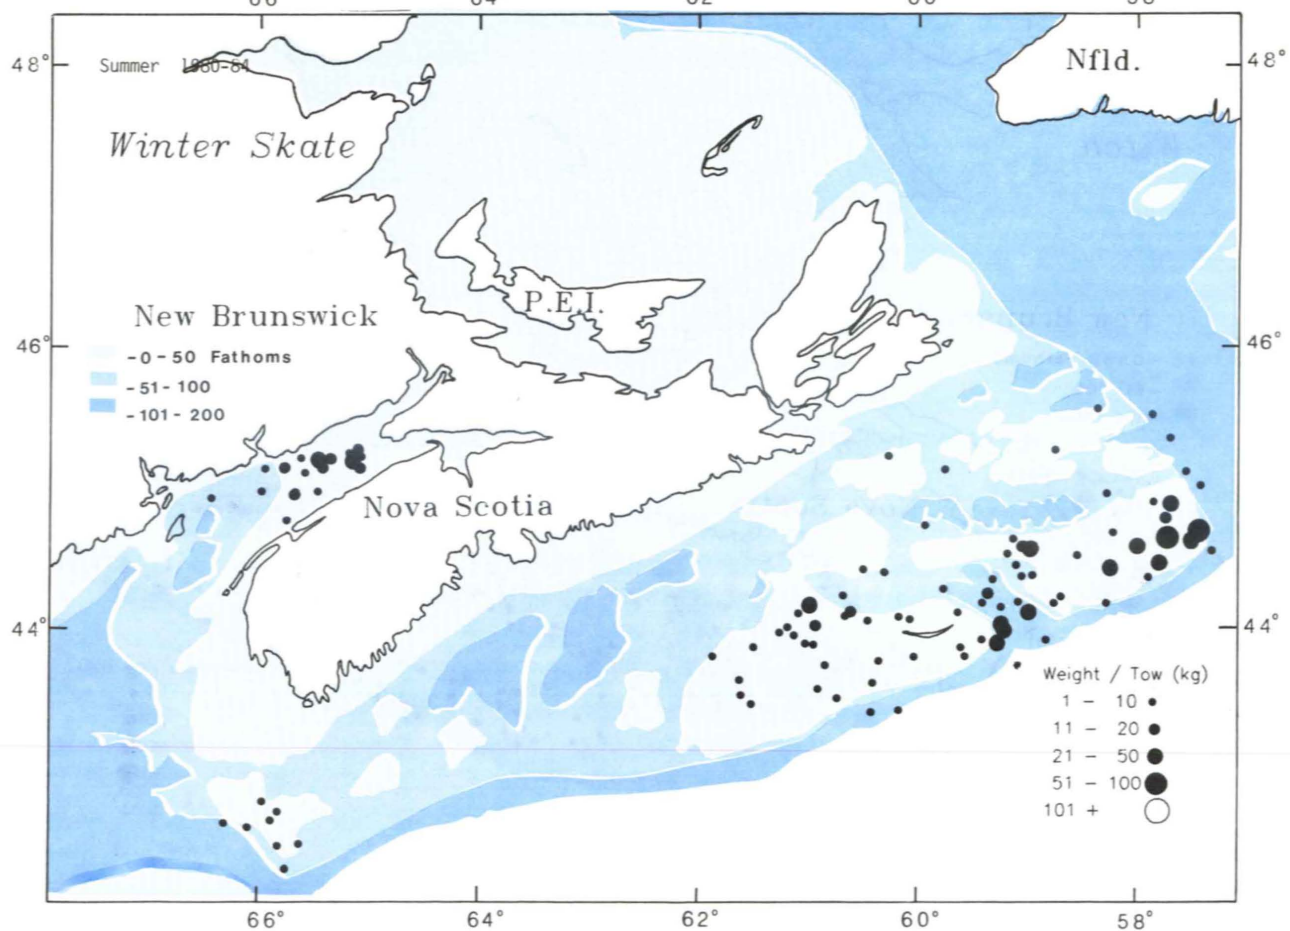 48°
Summer 1980-84
Nfld.
48°
Winter Skate
P.E.I.
New Brunswick
46°
46°
-0-50 Fathoms
-51-100
-101-200
Nova Scotia
44°
44°
Weight / Tow (kg)
1 - 10
11 - 20
21 - 50
51 - 100
101 +
66°
64°
62°
60°
58°